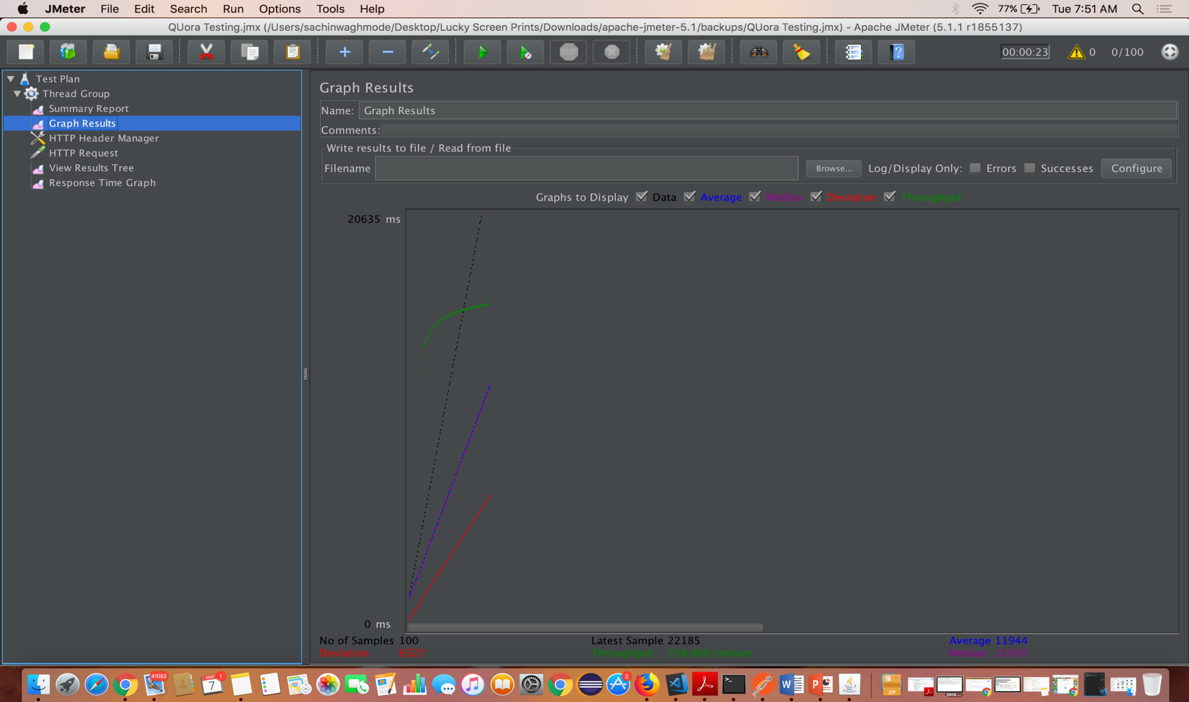 JMeter File Edit Search Run Options Tools Help 77% Tue 7:51 AM
QUora Testing.jmx (/Users/sachinwaghmode/Desktop/Lucky Screen Prints/Downloads/apache-jmeter-5.1/backups/QUora Testing.jmx) - Apache JMeter (5.1.1 r1855137)
00:00:23 0 0/100
Test Plan
Thread Group
Summary Report
Graph Results
HTTP Header Manager
HTTP Request
View Results Tree
Response Time Graph
Graph Results
Name: Graph Results
Comments:
Write results to file / Read from file
Filename Browse... Log/Display Only: Errors Successes Configure
Graphs to Display Data Average Median Deviation Throughput
20635 ms
0 ms
No of Samples 100 Latest Sample 22185 Average 11944
Deviation 6327 Throughput Median